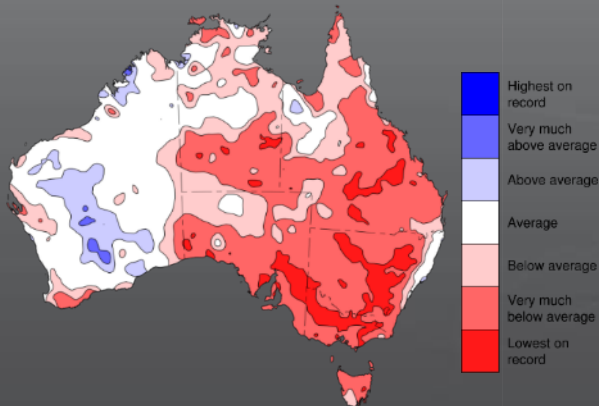 Highest on
record
Very much
above average
Above average
Average
Below average
Very much
below average
Lowest on
record